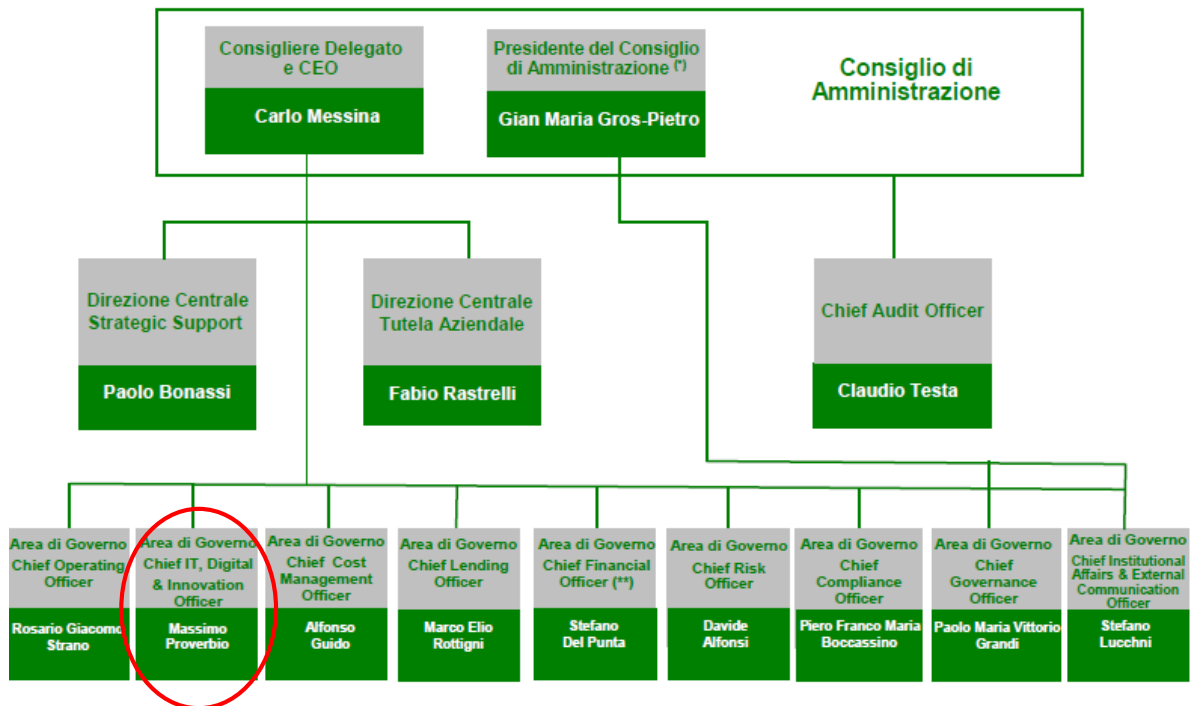 Consigliere Delegato
e CEO
Carlo Messina
Presidente del Consiglio
di Amministrazione (*)
Gian Maria Gros-Pietro
Consiglio di
Amministrazione
Direzione Centrale
Strategic Support
Paolo Bonassi
Direzione Centrale
Tutela Aziendale
Fabio Rastrelli
Chief Audit Officer
Claudio Testa
Area di Governo
Chief Operating
Officer
Rosario Giacomo
Strano
Area di Governo
Chief IT, Digital
& Innovation
Officer
Massimo
Proverbio
Area di Governo
Chief Cost
Management
Officer
Alfonso
Guido
Area di Governo
Chief Lending
Officer
Marco Elio
Rottigni
Area di Governo
Chief Financial
Officer (**)
Stefano
Del Punta
Area di Governo
Chief Risk
Officer
Davide
Alfonsi
Area di Governo
Chief
Compliance
Officer
Piero Franco Maria
Boccassino
Area di Governo
Chief
Governance
Officer
Paolo Maria Vittorio
Grandi
Area di Governo
Chief Institutional
Affairs & External
Communication
Officer
Stefano
Lucchni